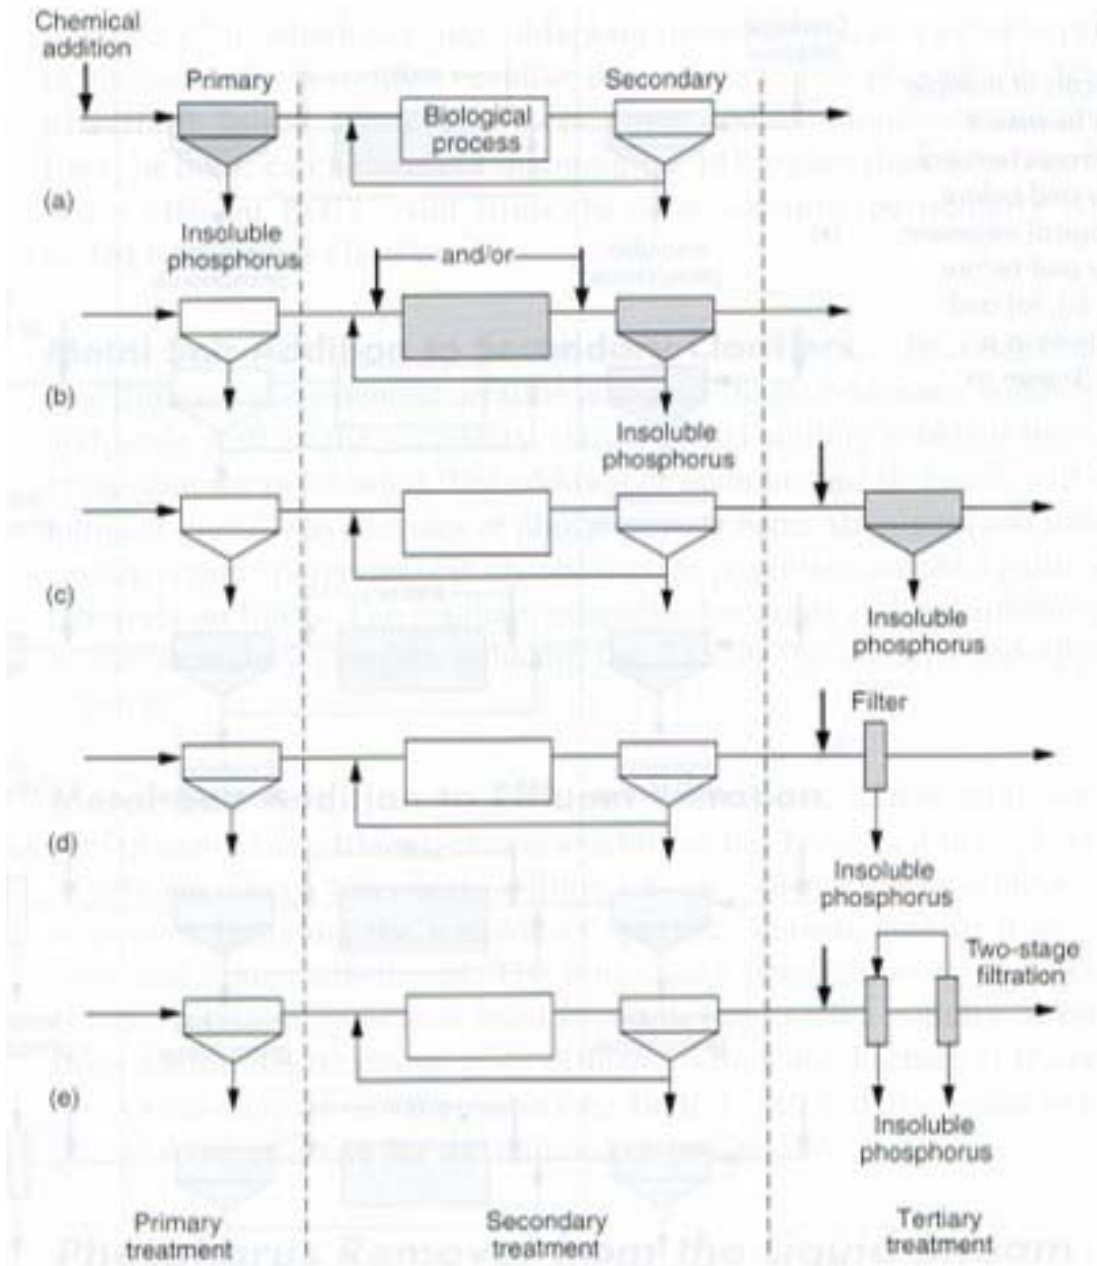 Chemical
addition
Primary
Secondary
Biological
process
(a)
Insoluble
phosphorus
and/or
(b)
Insoluble
phosphorus
(c)
Insoluble
phosphorus
Filter
(d)
Insoluble
phosphorus
Two-stage
filtration
(e)
Insoluble
phosphorus
Primary
treatment
Secondary
treatment
Tertiary
treatment